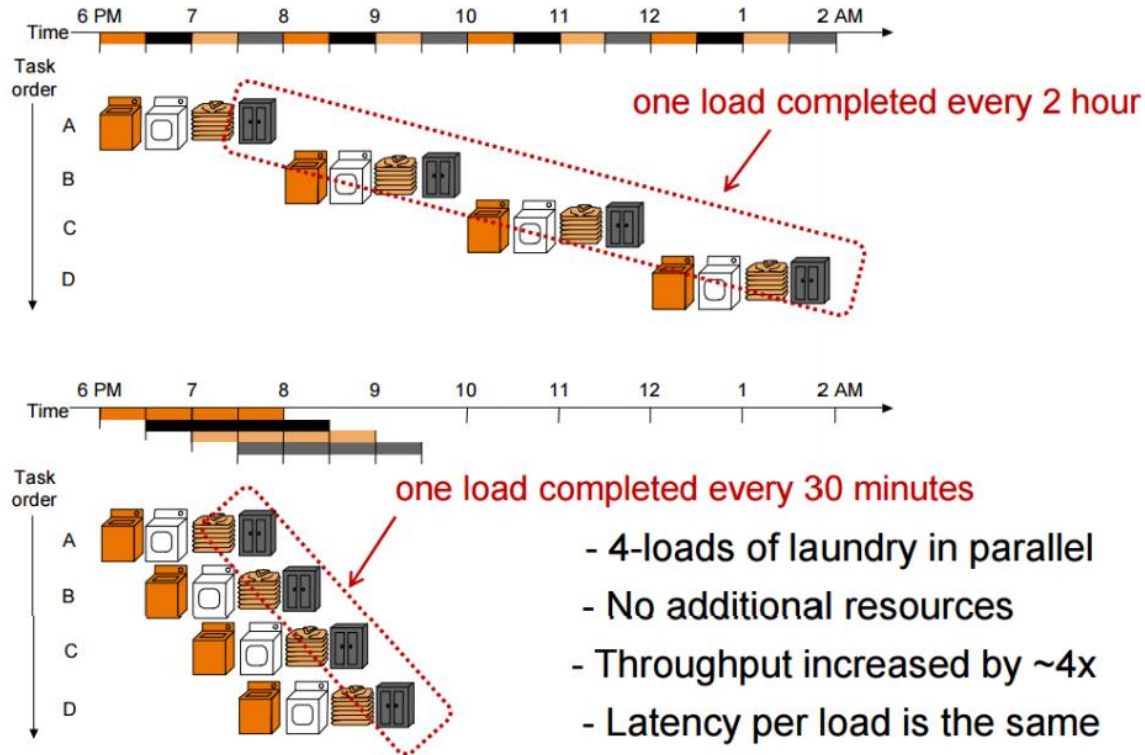 6 PM 7 8 9 10 11 12 1 2 AM
Time
Task
order
one load completed every 2 hour
A
B
C
D
6 PM 7 8 9 10 11 12 1 2 AM
Time
Task
order
one load completed every 30 minutes
A
- 4-loads of laundry in parallel
B
- No additional resources
C
- Throughput increased by ~4x
D
- Latency per load is the same